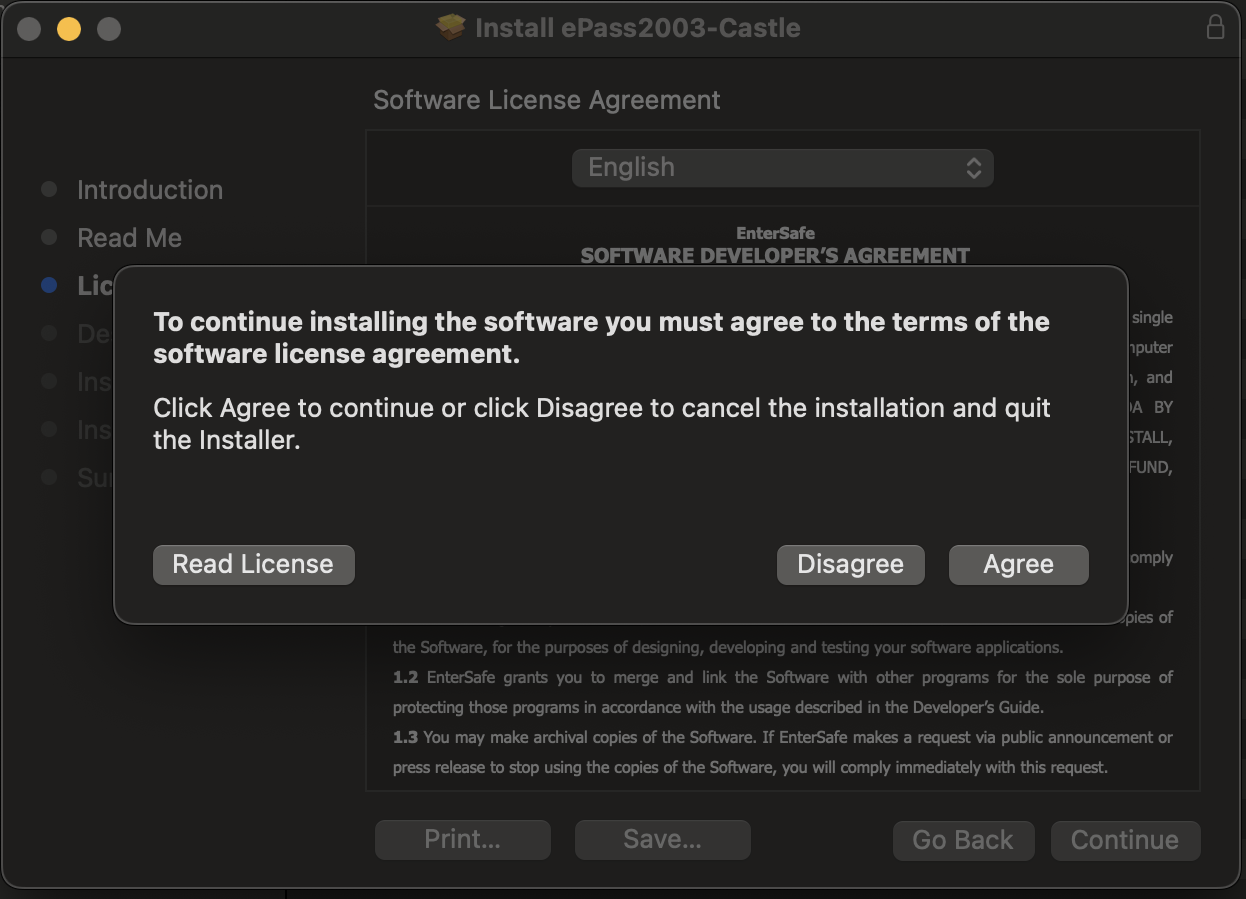 Install ePass2003-Castle
Software License Agreement
English
Introduction
Read Me
Lic
De
Ins
Ins
Su
EnterSafe
SOFTWARE DEVELOPER'S AGREEMENT
To continue installing the software you must agree to the terms of the
software license agreement.
Click Agree to continue or click Disagree to cancel the installation and quit
the Installer.
Read License
Disagree
Agree
single
and
BY
FUND,
omply
pies of
the Software, for the purposes of designing, developing and testing your software applications.
1.2 EnterSafe grants you to merge and link the Software with other programs for the sole purpose of
protecting those programs in accordance with the usage described in the Developer's Guide.
1.3 You may make archival copies of the Software. If EnterSafe makes a request via public announcement or
press release to stop using the copies of the Software, you will comply immediately with this request.
Print...
Save...
Go Back
Continue